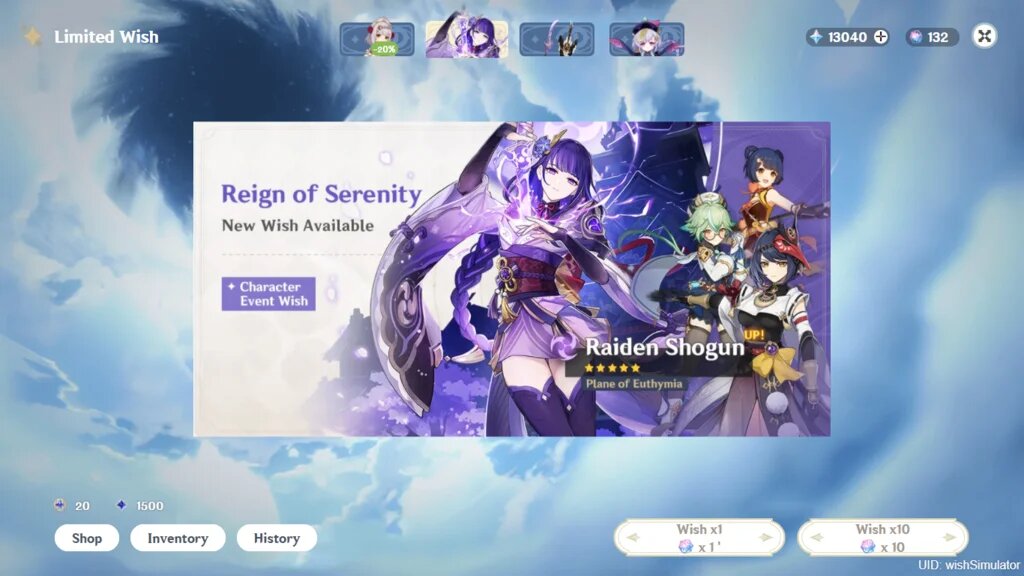 Limited Wish
-20%
13040
132
Reign of Serenity
New Wish Available
Character
Event Wish
UP!
Raiden Shogun
Plane of Euthymia
20
1500
Shop
Inventory
History
Wish x1
x 1
Wish x10
x 10
UID: wishSimulator